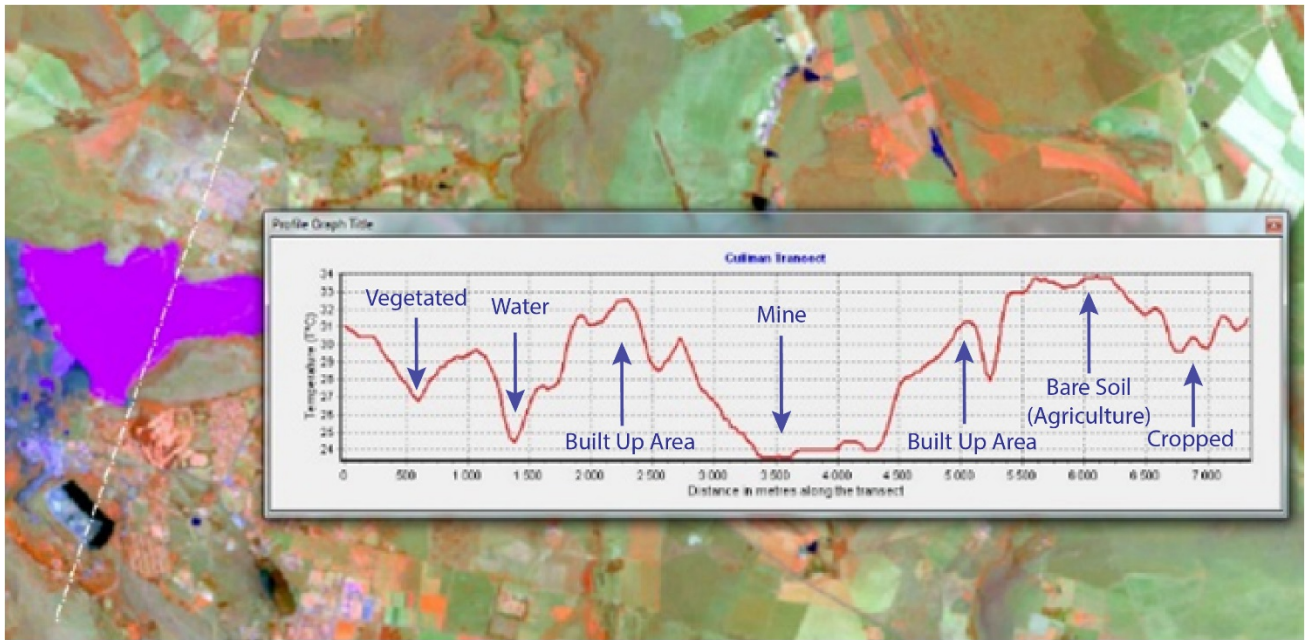 Profile Graph Title
Cullinan Transect
34
33
32
31
30
29
28
27
26
25
24
Temperature (T°C)
Vegetated
Water
Built Up Area
Mine
Built Up Area
Bare Soil
(Agriculture)
Cropped
0
500
1 000
1 500
2 000
2 500
3 000
3 500
4 000
4 500
5 000
5 500
6 000
6 500
7 000
Distance in metres along the transect